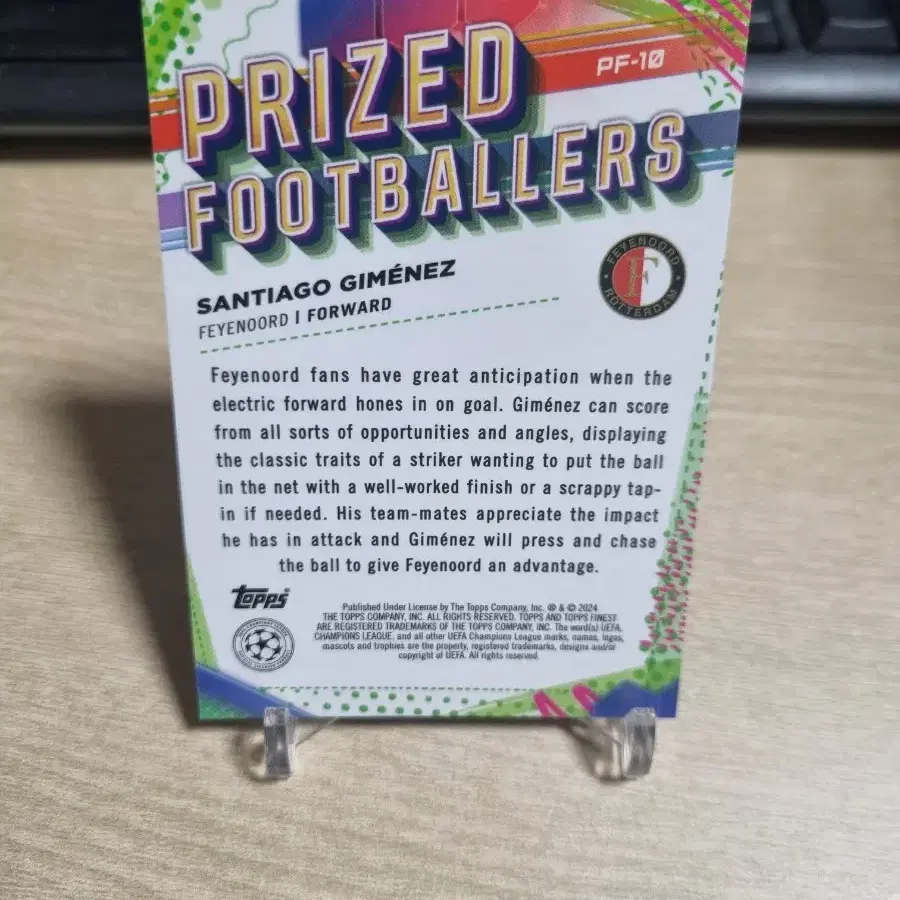 PF-10
PRIZED
FOOTBALLERS
SANTIAGO GIMÉNEZ
FEYENOORD | FORWARD
FEYENOORD
ROTTERDAM
Feyenoord fans have great anticipation when the
electric forward hones in on goal. Giménez can score
from all sorts of opportunities and angles, displaying
the classic traits of a striker wanting to put the ball
in the net with a well-worked finish or a scrappy tap-
in if needed. His team-mates appreciate the impact
he has in attack and Giménez will press and chase
the ball to give Feyenoord an advantage.
topps
Published Under License by The Topps Company, Inc. ® & © 2024
THE TOPPS COMPANY, INC. ALL RIGHTS RESERVED. TOPPS AND TOPPS FINEST
ARE REGISTERED TRADEMARKS OF THE TOPPS COMPANY, INC. The word(s) UEFA,
CHAMPIONS LEAGUE, and all other UEFA Champions League marks, names, logos,
mascots and trophies are the property, registered trademarks, designs and/or
copyright of UEFA. All rights reserved.